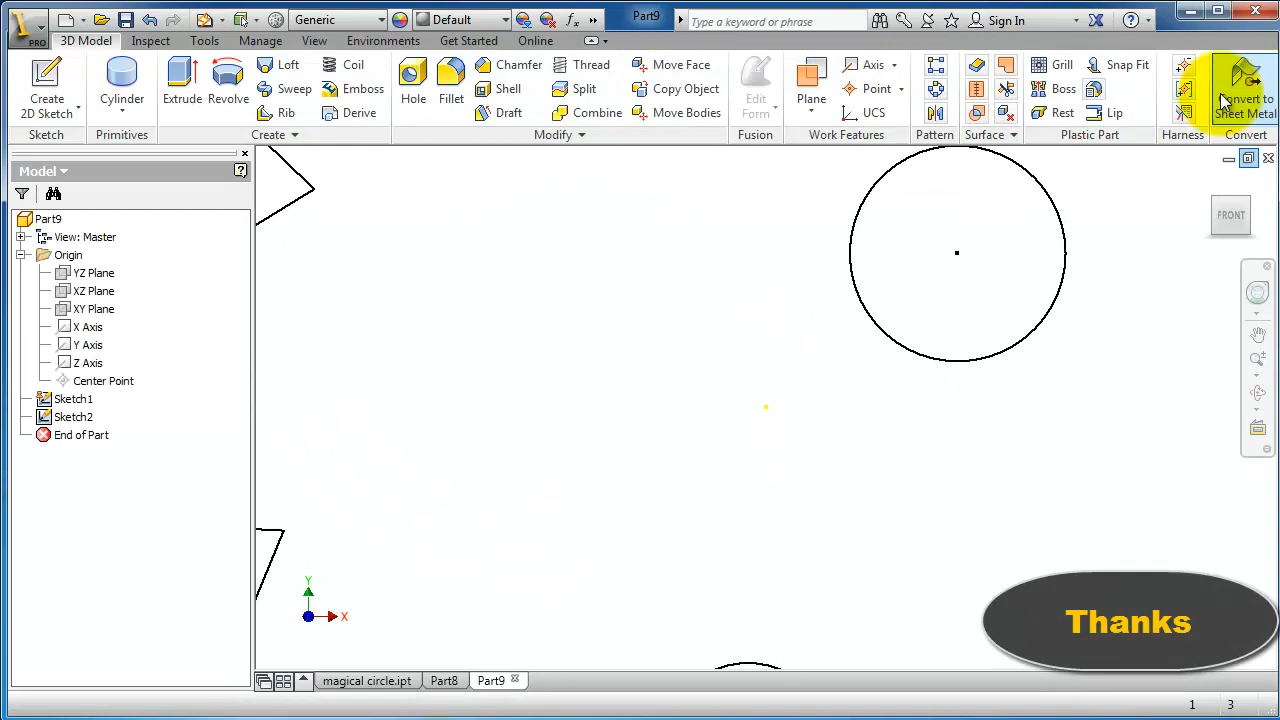 PRO
Generic
Default
Part9
Type a keyword or phrase
Sign In
3D Model
Inspect
Tools
Manage
View
Environments
Get Started
Online
Create
2D Sketch
Cylinder
Extrude
Revolve
Loft
Sweep
Rib
Coil
Emboss
Derive
Hole
Fillet
Chamfer
Shell
Draft
Thread
Split
Combine
Move Face
Copy Object
Move Bodies
Edit
Form
Plane
Axis
Point
UCS
Grill
Boss
Rest
Snap Fit
Lip
Convert to
Sheet Metal
Sketch
Primitives
Create
Modify
Fusion
Work Features
Pattern
Surface
Plastic Part
Harness
Convert
Model
Part9
View: Master
Origin
YZ Plane
XZ Plane
XY Plane
X Axis
Y Axis
Z Axis
Center Point
Sketch1
Sketch2
End of Part
FRONT
Y
X
Thanks
magical circle.ipt
Part8
Part9
1
3